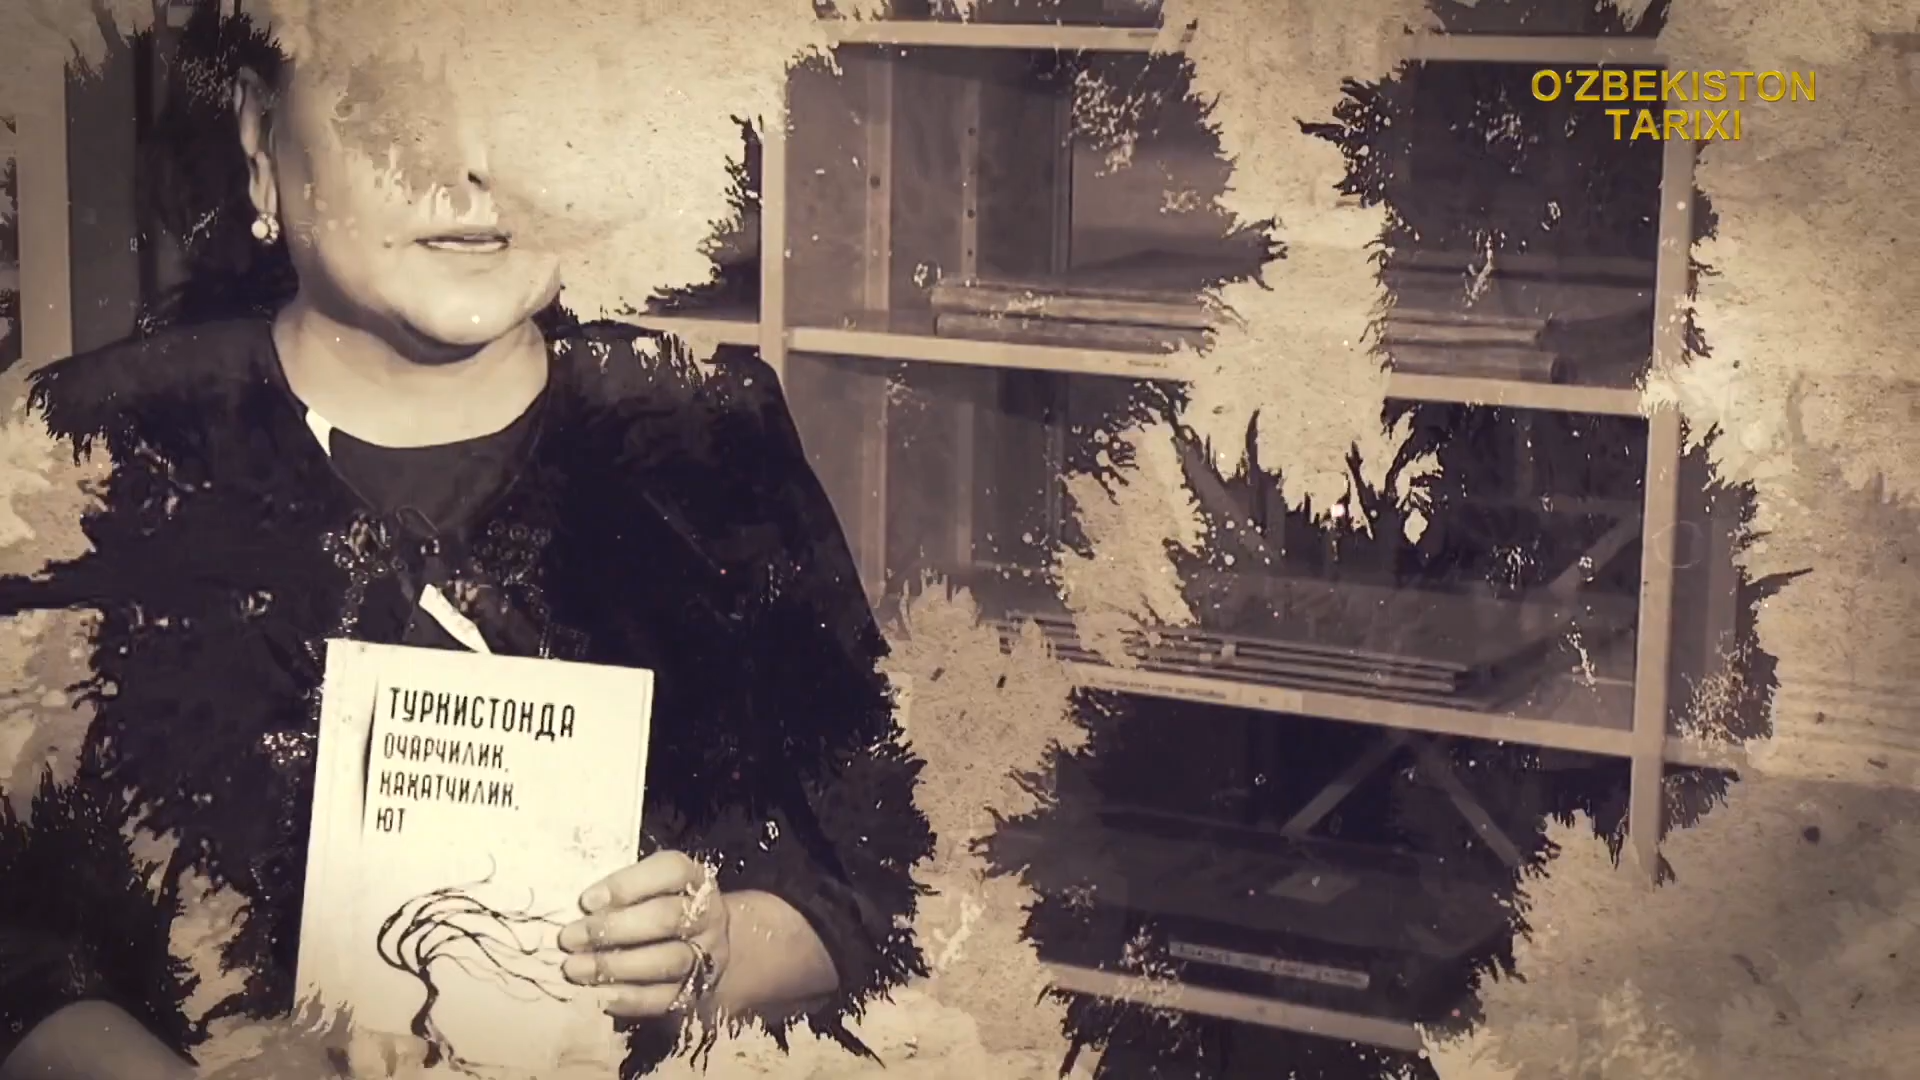 O‘ZBEKISTON
TARIXI
ТУРКИСТОНДА
ОЧАРЧИЛИК,
ҚАҲАТЧИЛИК,
ЮТ